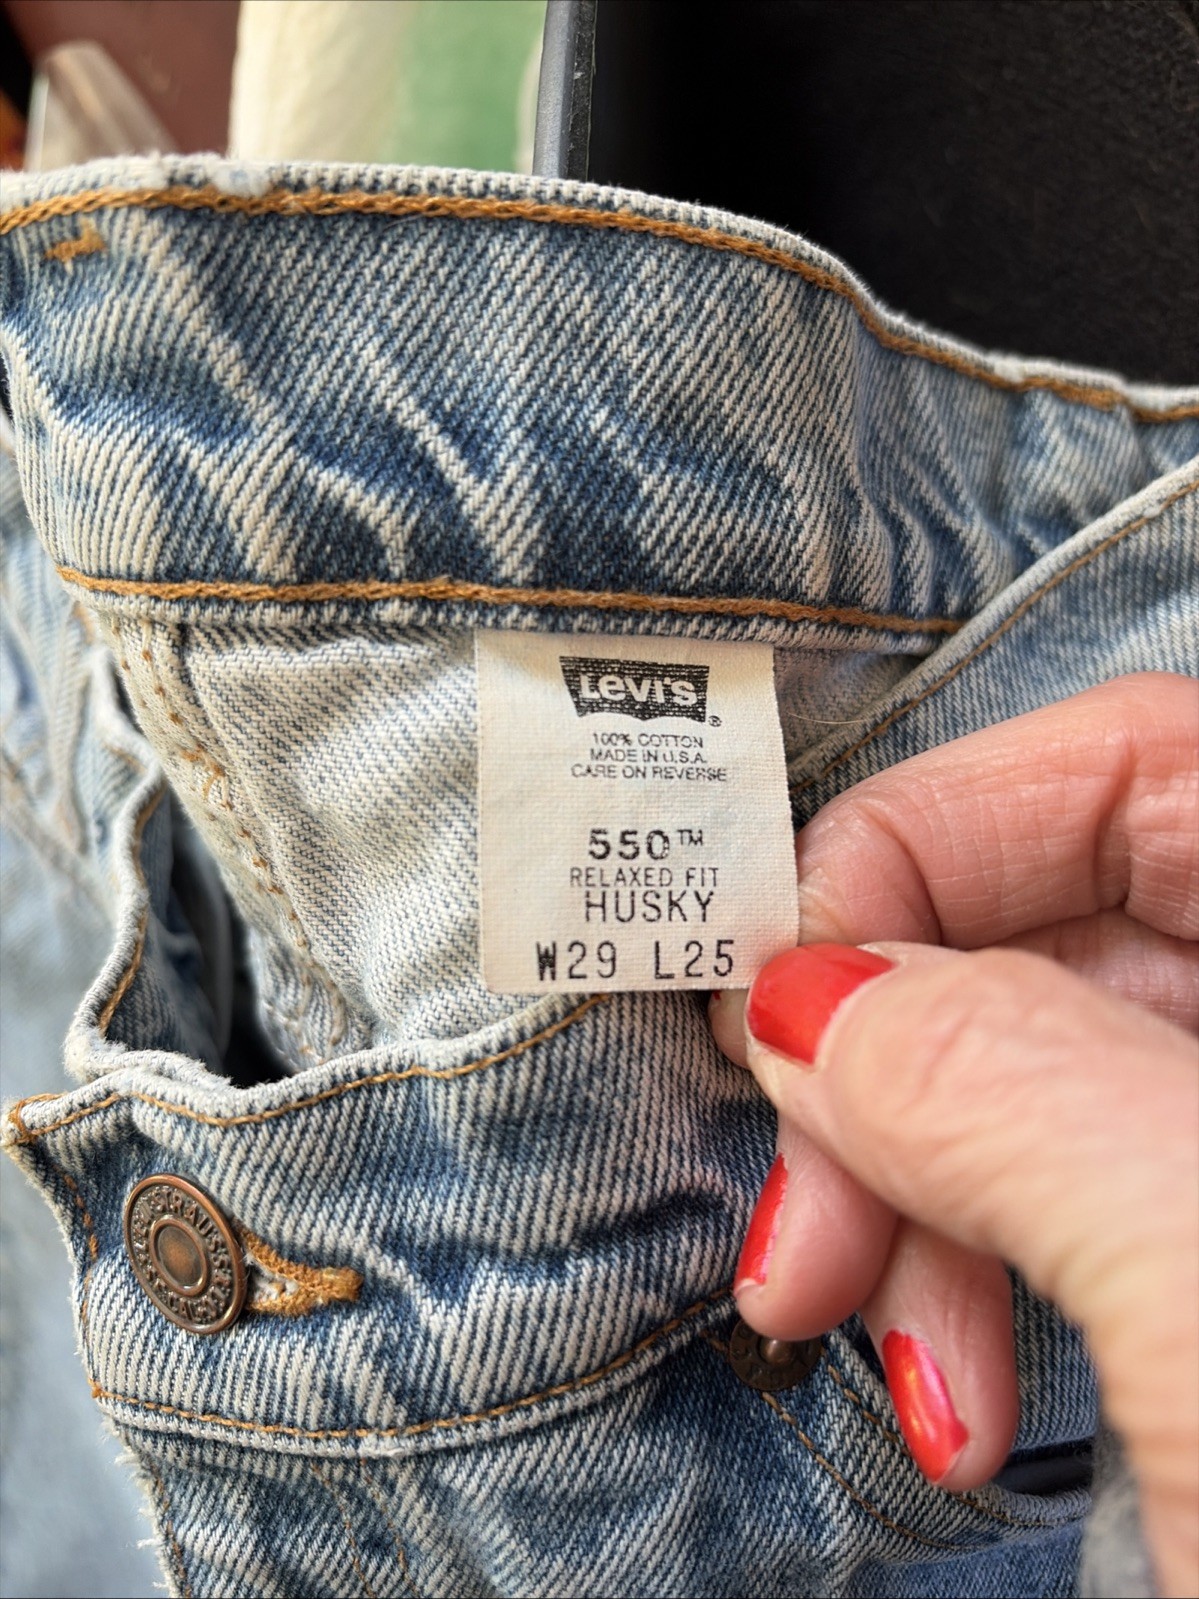 Levi's®
100% COTTON
MADE IN U.S.A.
CARE ON REVERSE
550™
RELAXED FIT
HUSKY
W29 L25